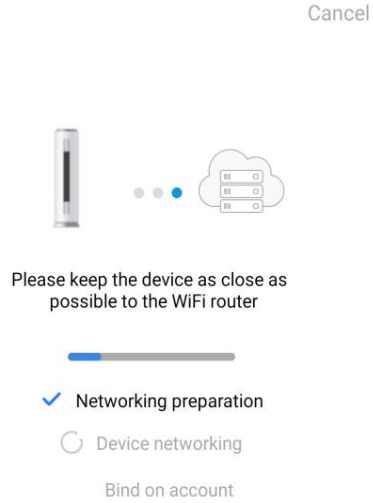 Cancel
Please keep the device as close as
possible to the WiFi router
Networking preparation
Device networking
Bind on account